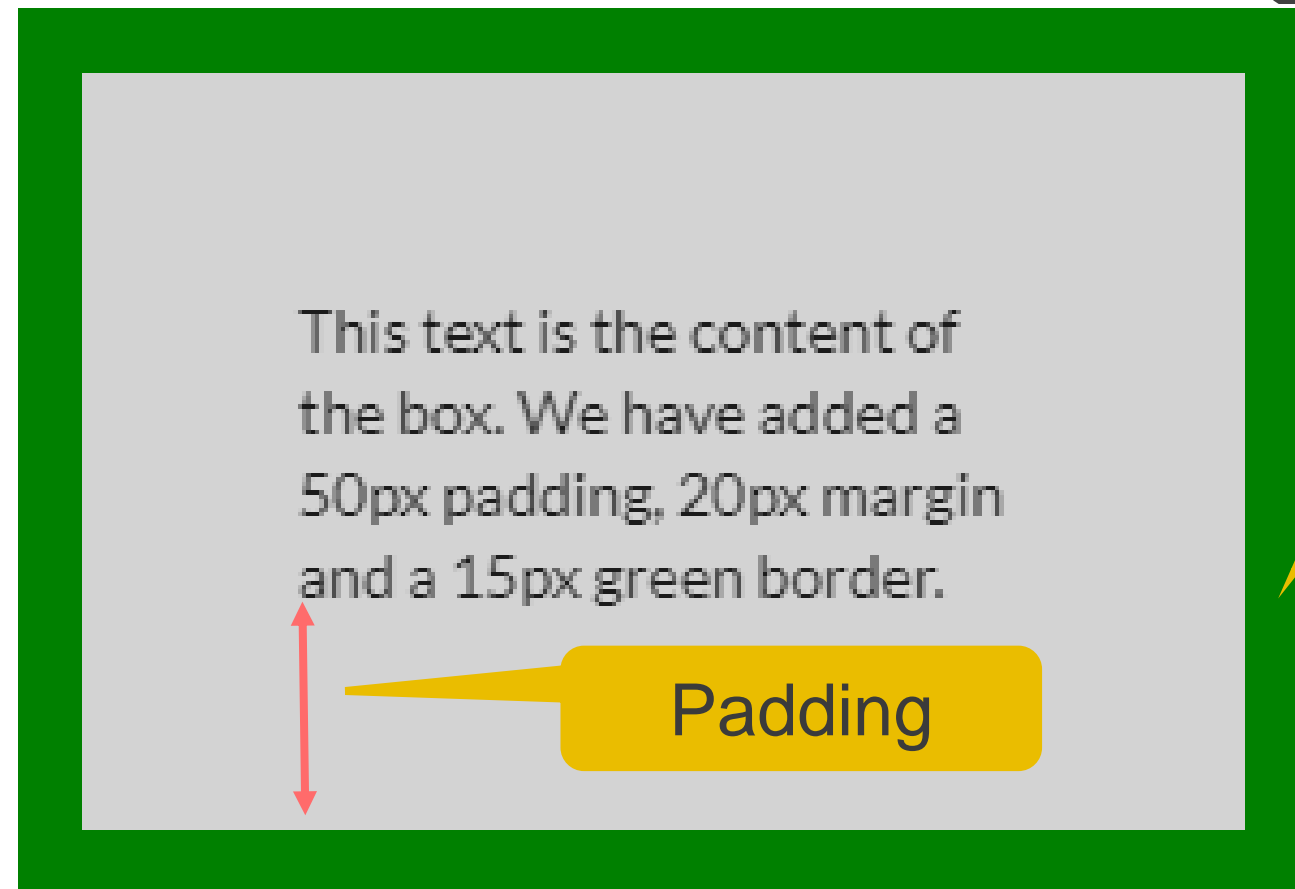 This text is the content of
the box. We have added a
50px padding, 20px margin
and a 15px green border.
Padding